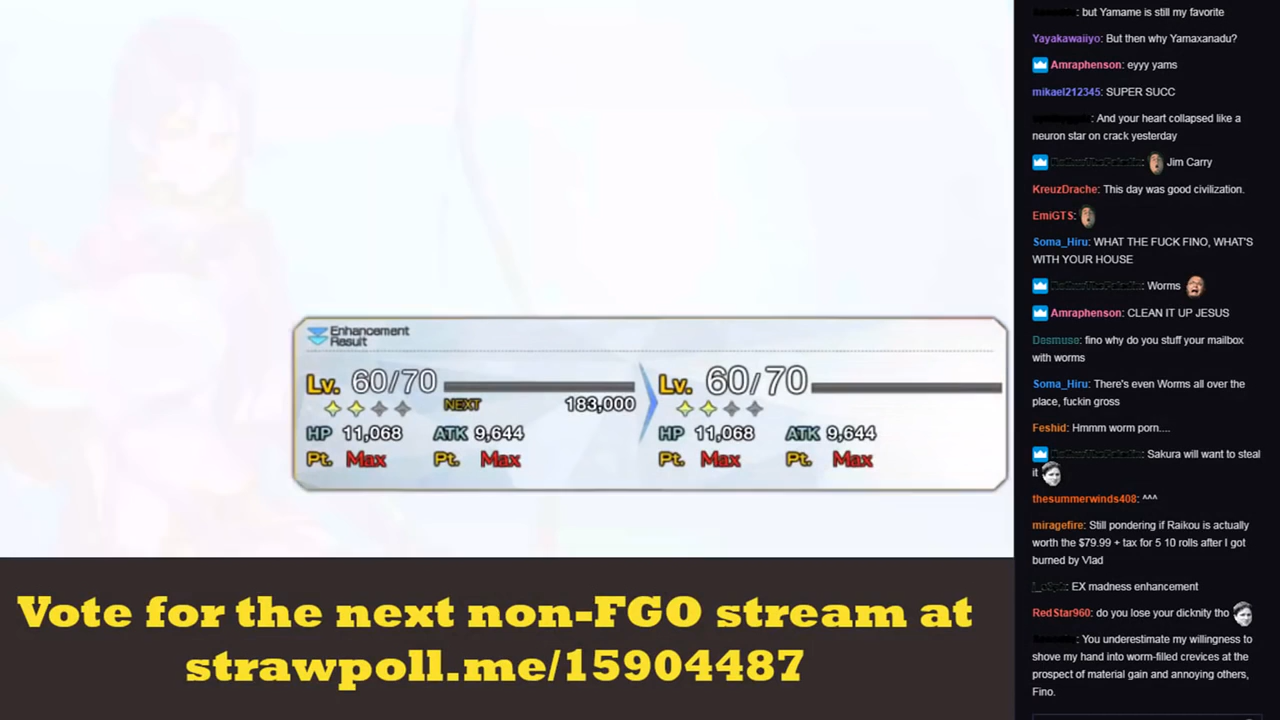 Enhancement
Result
Lv. 60/70
NEXT 183,000
HP 11,068 ATK 9,644
Pt. Max Pt. Max
Lv. 60/70
HP 11,068 ATK 9,644
Pt. Max Pt. Max
Vote for the next non-FGO stream at
strawpoll.me/15904487
: but Yamame is still my favorite
Yayakawaiiyo: But then why Yamaxanadu?
Amraphenson: eyyy yams
mikael212345: SUPER SUCC
: And your heart collapsed like a
neuron star on crack yesterday
Jim Carry
KreuzDrache: This day was good civilization.
EmiGTS:
Soma_Hiru: WHAT THE FUCK FINO, WHAT'S
WITH YOUR HOUSE
Worms
Amraphenson: CLEAN IT UP JESUS
Desmuse: fino why do you stuff your mailbox
with worms
Soma_Hiru: There's even Worms all over the
place, fuckin gross
Feshid: Hmmm worm porn....
: Sakura will want to steal
it
thesummerwinds408: ^^^
miragefire: Still pondering if Raikou is actually
worth the $79.99 + tax for 5 10 rolls after I got
burned by Vlad
: EX madness enhancement
RedStar960: do you lose your dicknity tho
: You underestimate my willingness to
shove my hand into worm-filled crevices at the
prospect of material gain and annoying others,
Fino.